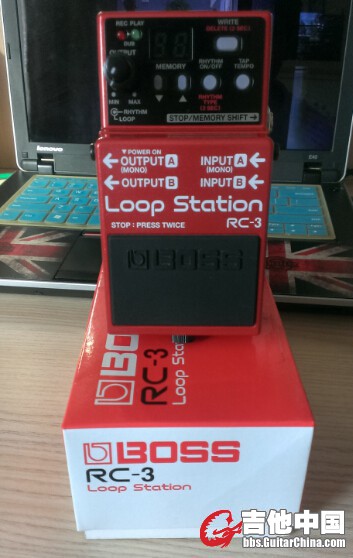 REC PLAY
DUB
WRITE
DELETE (2 SEC.)
OUTPUT
MEMORY
RHYTHM
ON/OFF
TAP
TEMPO
MIN MAX
RHYTHM
LOOP
RHYTHM
TYPE
(2 SEC.)
STOP/MEMORY SHIFT
▼POWER ON
OUTPUT A
(MONO)
INPUT A
(MONO)
OUTPUT B
INPUT B
Loop Station
STOP : PRESS TWICE
RC-3
BOSS
lenovo
BOSS
RC-3
Loop Stati
BOSS
RC-3
Loop Station
吉他中国
bbs.GuitarChina.com